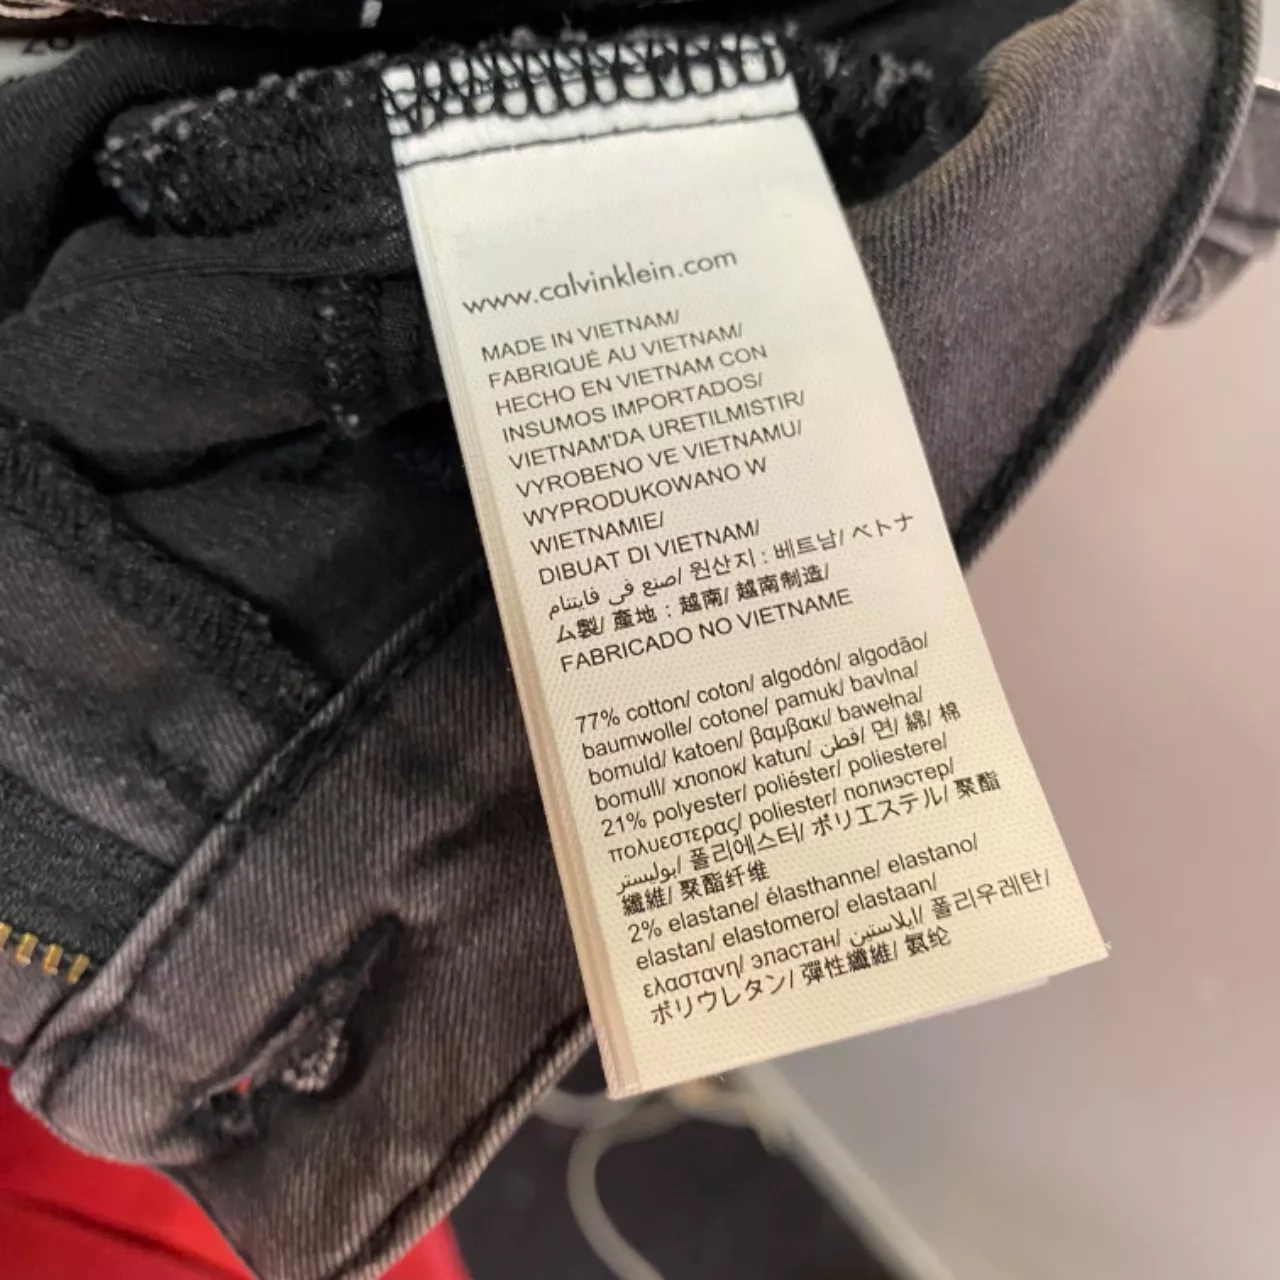 28
www.calvinklein.com
MADE IN VIETNAM/
FABRIQUÉ AU VIETNAM/
HECHO EN VIETNAM CON
INSUMOS IMPORTADOS/
VIETNAM'DA URETILMISTIR/
VYROBENO VE VIETNAMU/
WYPRODUKOWANO W
WIETNAMIE/
DIBUAT DI VIETNAM/
صنع في فايتنام/ 원산지 : 베트남/ ベトナ
ム製/ 產地 : 越南/ 越南制造/
FABRICADO NO VIETNAME
77% cotton/ coton/ algodón/ algodão/
baumwolle/ cotone/ pamuk/ bavlna/
bomuld/ katoen/ βαμβακι/ bawełna/
bomull/ хлопок/ katun/ قطن/ 면/ 綿/ 棉
21% polyester/ poliéster/ poliestere/
πολυεστερας/ poliester/ полиэстер/
بوليستر/ 폴리에스터/ ポリエステル/ 聚酯
纖維/ 聚酯纤维
2% elastane/ élasthanne/ elastano/
elastan/ elastomero/ elastaan/
ελαστανη/ эластан/ ايلاستين/ 폴리우레탄/
ポリウレタン/ 彈性纖維/ 氨纶